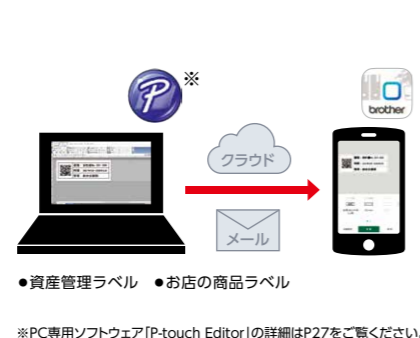 ※
brother
クラウド
メール
●資産管理ラベル ●お店の商品ラベル
※PC専用ソフトウェア｢P-touch Editor｣の詳細はP27をご覧ください。